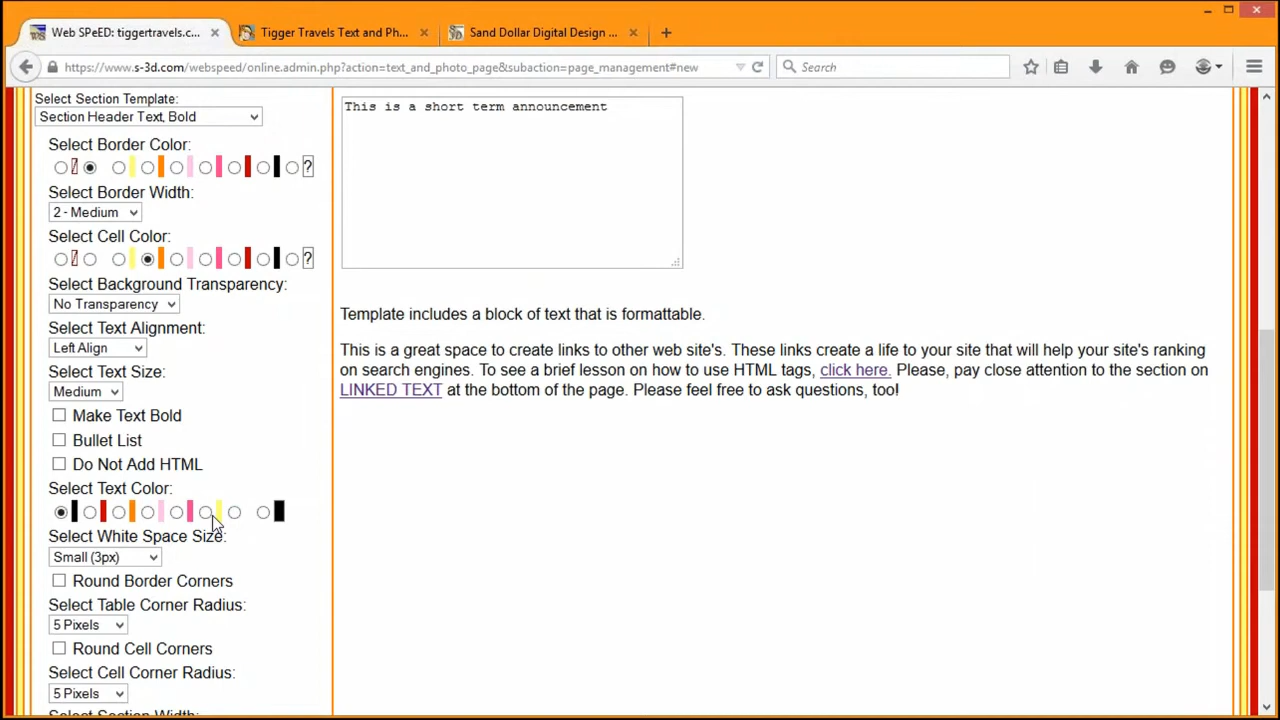 Web SPeED: tiggertravels.c...
Tigger Travels Text and Ph...
Sand Dollar Digital Design ...
https://www.s-3d.com/webspeed/online.admin.php?action=text_and_photo_page&subaction=page_management#new
Search
Select Section Template:
Section Header Text, Bold
Select Border Color:
?
Select Border Width:
2 - Medium
Select Cell Color:
?
Select Background Transparency:
No Transparency
Select Text Alignment:
Left Align
Select Text Size:
Medium
Make Text Bold
Bullet List
Do Not Add HTML
Select Text Color:
Select White Space Size:
Small (3px)
Round Border Corners
Select Table Corner Radius:
5 Pixels
Round Cell Corners
Select Cell Corner Radius:
5 Pixels
Select Section Width:
This is a short term announcement
Template includes a block of text that is formattable.
This is a great space to create links to other web site's. These links create a life to your site that will help your site's ranking
on search engines. To see a brief lesson on how to use HTML tags, click here. Please, pay close attention to the section on
LINKED TEXT at the bottom of the page. Please feel free to ask questions, too!